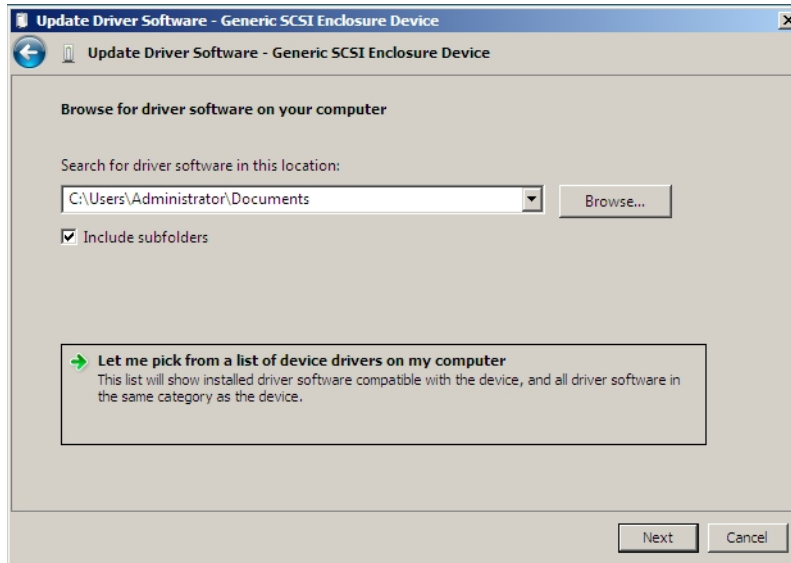 Update Driver Software - Generic SCSI Enclosure Device
Update Driver Software - Generic SCSI Enclosure Device
Browse for driver software on your computer
Search for driver software in this location:
C:\Users\Administrator\Documents
Browse...
Include subfolders
Let me pick from a list of device drivers on my computer
This list will show installed driver software compatible with the device, and all driver software in
the same category as the device.
Next
Cancel